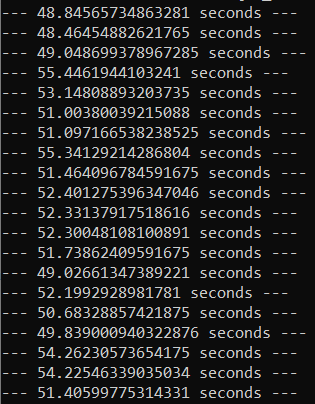 --- 48.84565734863281 seconds ---
--- 48.46454882621765 seconds ---
--- 49.048699378967285 seconds ---
--- 55.4461944103241 seconds ---
--- 53.14808893203735 seconds ---
--- 51.00380039215088 seconds ---
--- 51.097166538238525 seconds ---
--- 55.34129214286804 seconds ---
--- 51.464096784591675 seconds ---
--- 52.401275396347046 seconds ---
--- 52.33137917518616 seconds ---
--- 52.30048108100891 seconds ---
--- 51.73862409591675 seconds ---
--- 49.02661347389221 seconds ---
--- 52.1992928981781 seconds ---
--- 50.68328857421875 seconds ---
--- 49.839000940322876 seconds ---
--- 54.26230573654175 seconds ---
--- 54.22546339035034 seconds ---
--- 51.40599775314331 seconds ---